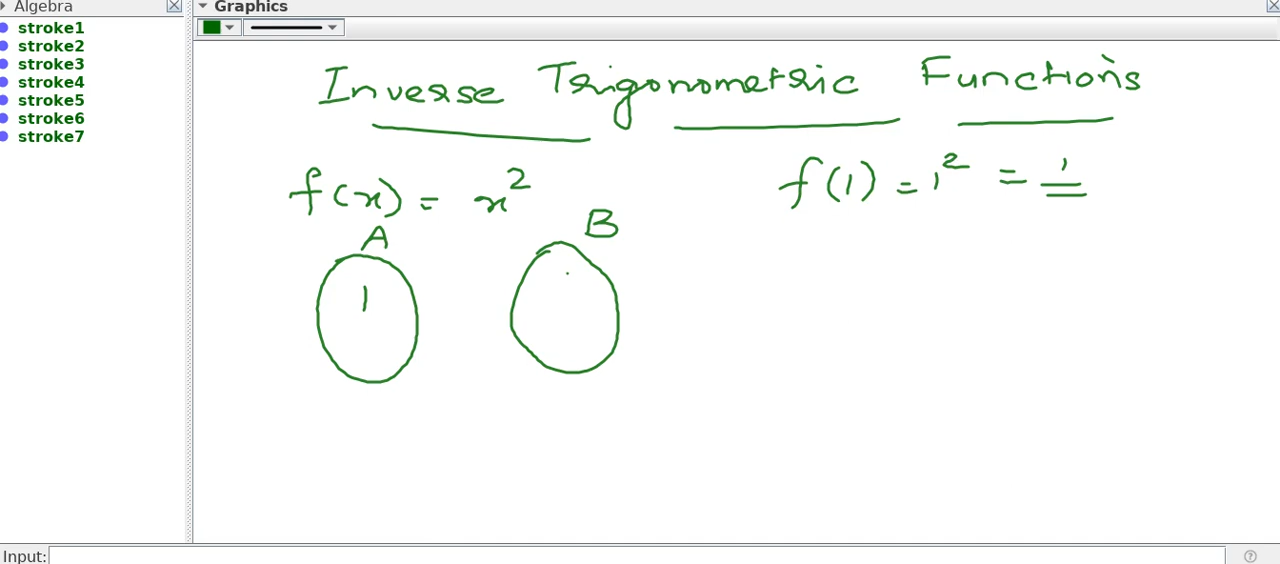 Algebra
Graphics
stroke1
stroke2
stroke3
stroke4
stroke5
stroke6
stroke7
Inverse Trigonometric Functions
f(x) = x²
f(1) = 1² = 1
A
B
1
Input: